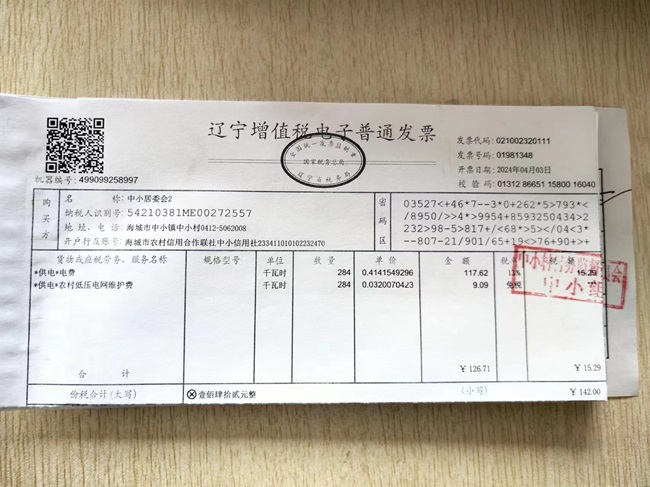 辽宁增值税电子普通发票
全国统一发票监制章
国家税务总局
辽宁省税务局
发票代码: 021002320111
发票号码: 01981348
开票日期: 2024年04月03日
校 验 码: 01312 86651 15800 16040
机器编号: 499099258997
购买方
名 称: 中小居委会2
纳税人识别号: 54210381ME00272557
地 址、电 话: 海城市中小镇中小村0412-5062008
开户行及账号: 海城市农村信用合作联社中小信用社233411010102232470
密码区
03527<+46*7--3*0+262*5>793*<
/8950/>4*>9954+8593250434>2
232>98-5>817+/<68*5></04<3*
--807-21/901/65+19<>76+90>+
货物或应税劳务、服务名称 规格型号 单位 数 量 单 价 金 额 税率 税 额
*供电*电费 千瓦时 284 0.4141549296 117.62 13% 15.29
*供电*农村低压电网维护费 千瓦时 284 0.0320070423 9.09 免税
中小组
合 计 ￥126.71 ￥15.29
价税合计(大写) ⊗壹佰肆拾贰元整 (小写) ￥142.00